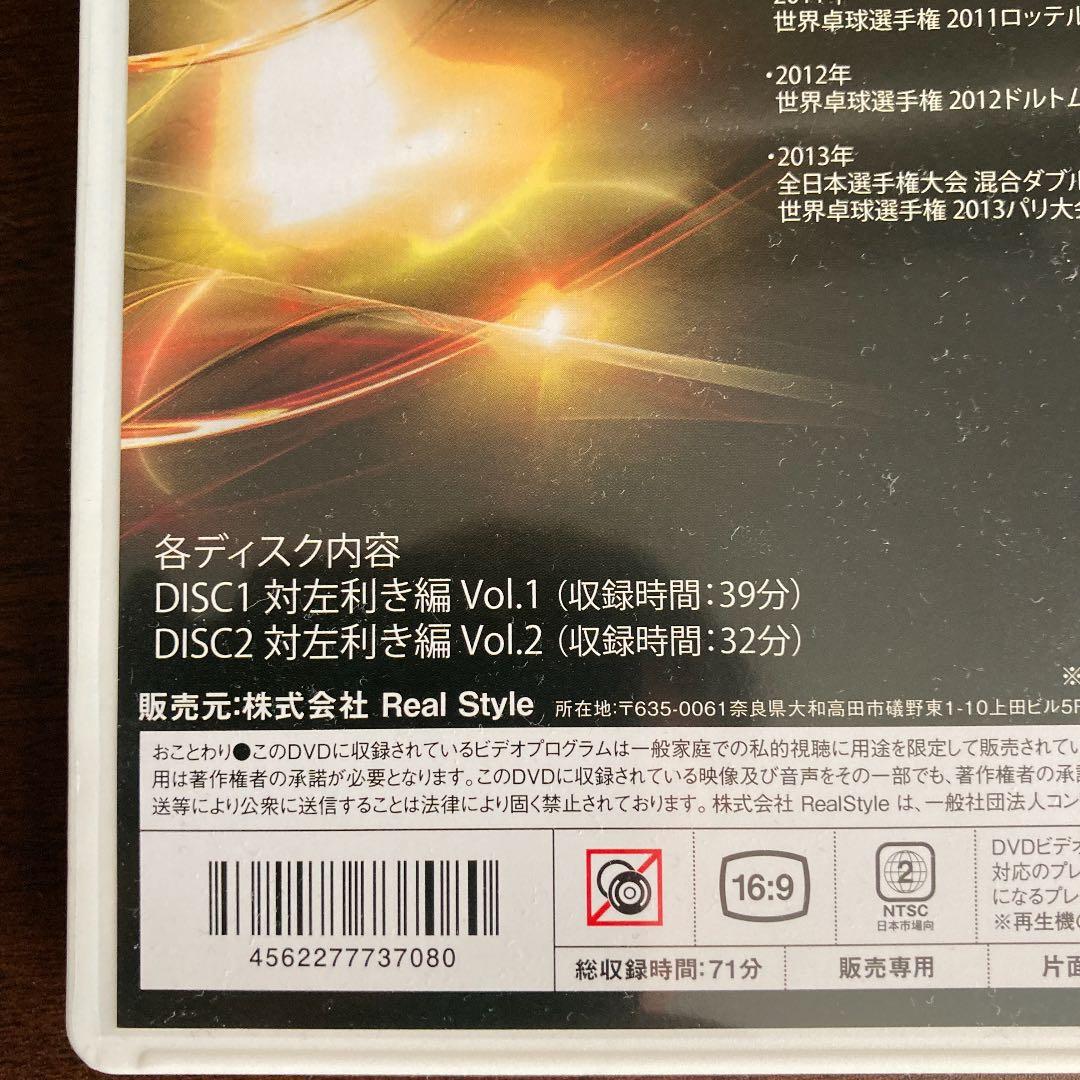 2011年
世界卓球選手権 2011ロッテル
・2012年
世界卓球選手権 2012ドルトム
・2013年
全日本選手権大会 混合ダブル
世界卓球選手権 2013パリ大会
各ディスク内容
DISC1 対左利き編 Vol.1 (収録時間:39分)
DISC2 対左利き編 Vol.2 (収録時間:32分)
※
販売元:株式会社 Real Style 所在地:〒635-0061奈良県大和高田市礒野東1-10上田ビル5F
おことわり●このDVDに収録されているビデオプログラムは一般家庭での私的視聴に用途を限定して販売されてい
用は著作権者の承諾が必要となります。このDVDに収録されている映像及び音声をその一部でも、著作権者の承
送等により公衆に送信することは法律により固く禁止されております。株式会社 RealStyle は、一般社団法人コン
4562277737080
16:9
2
NTSC
日本市場向
DVDビデオ
対応のプレ
になるプレ
※再生機の
総収録時間:71分
販売専用
片面